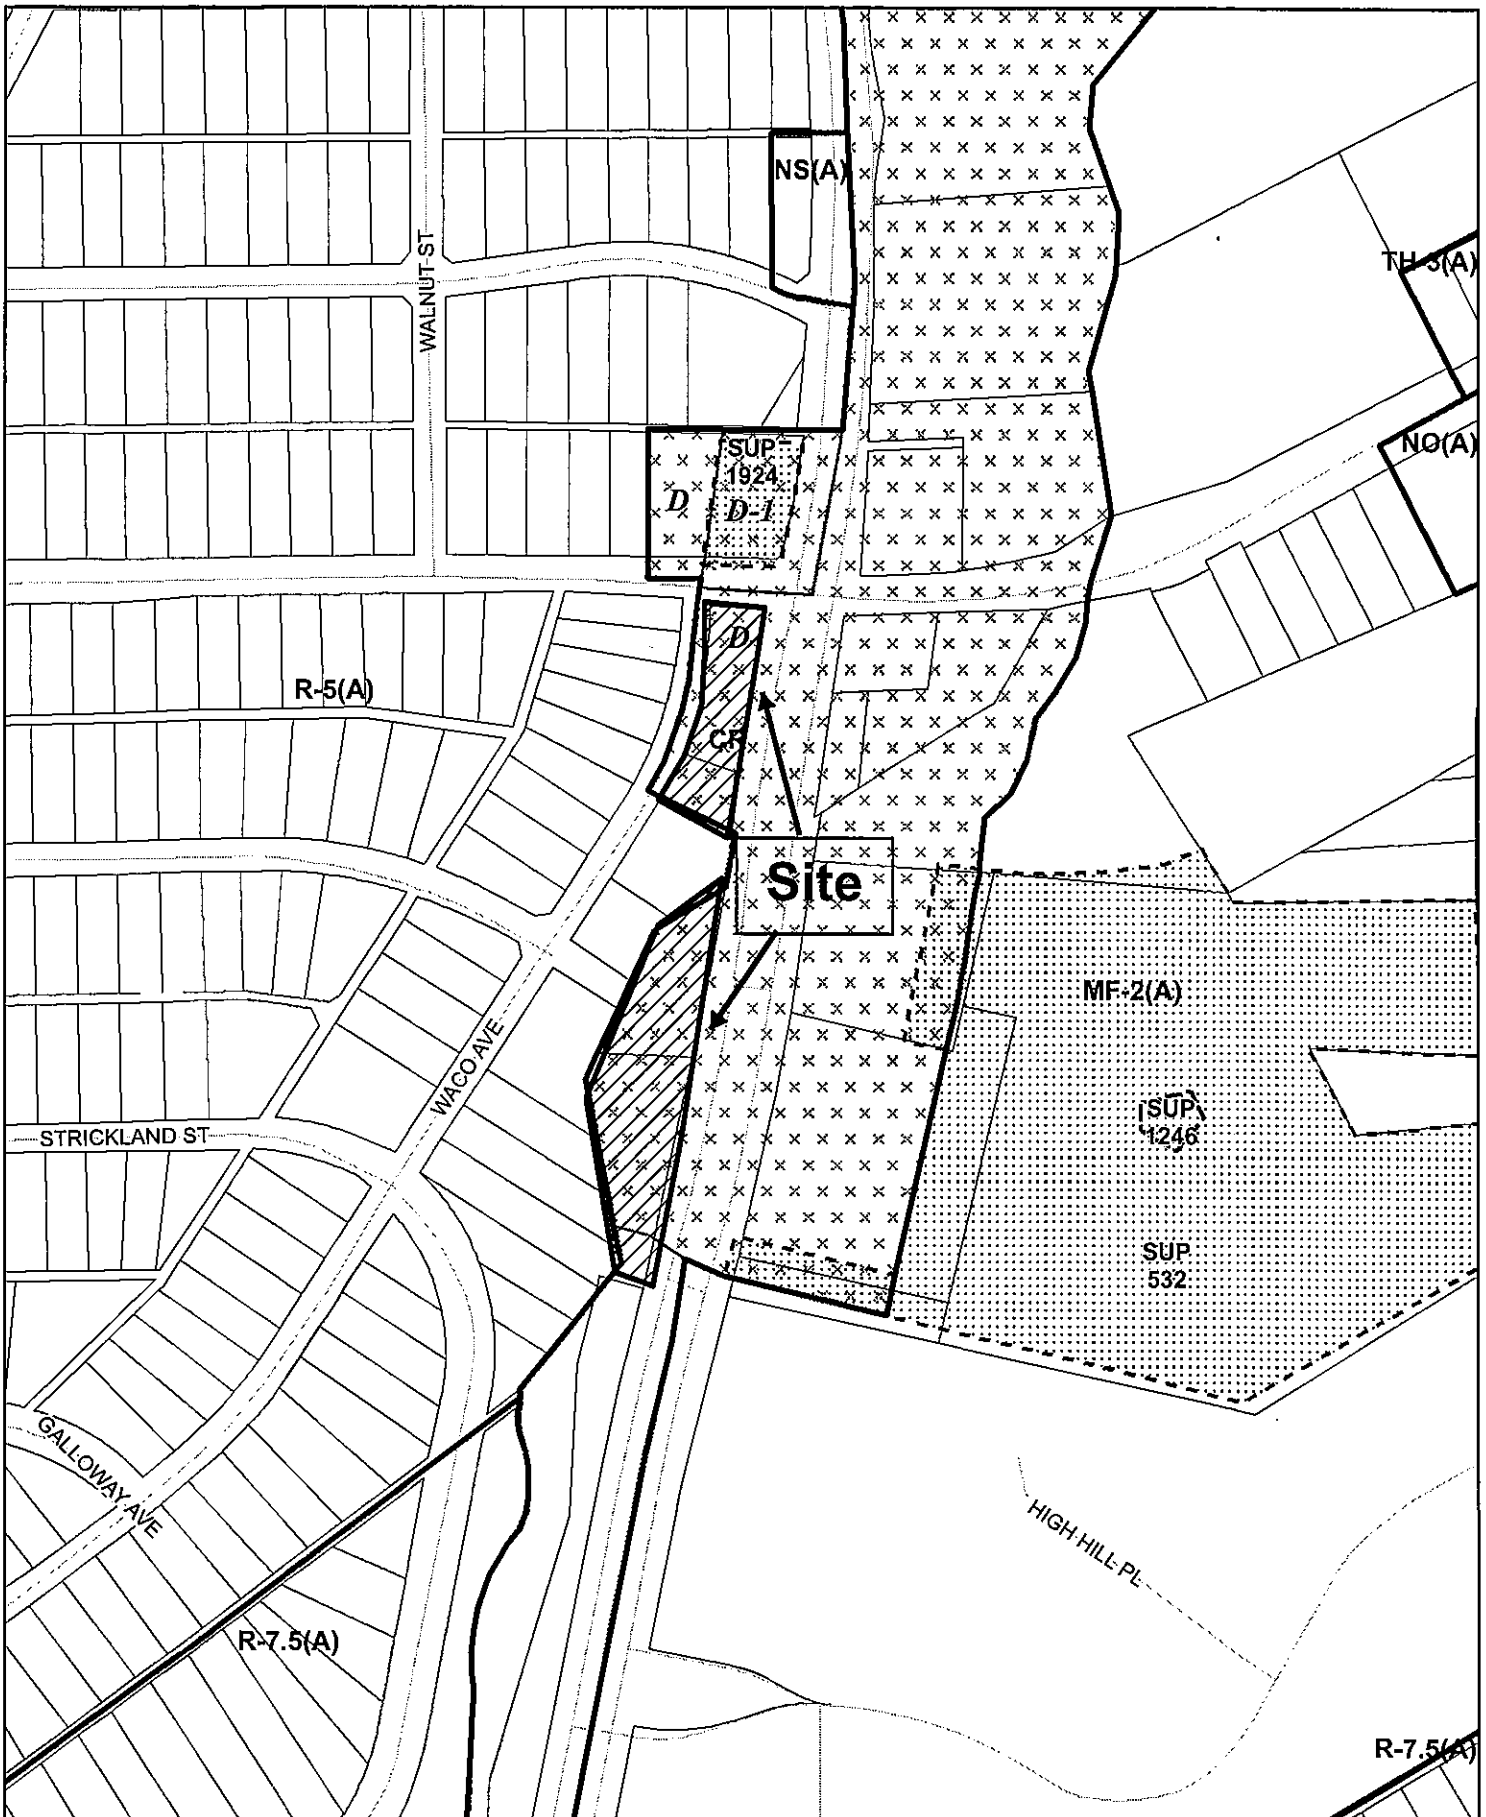 NS(A)
WALNUT ST
TH-3(A)
NO(A)
SUP
1924
D
D-1
D
R-5(A)
CR
Site
MF-2(A)
WACO AVE
SUP
1246
STRICKLAND ST
SUP
532
GALLOWAY AVE
HIGH HILL PL
R-7.5(A)
R-7.5(A)